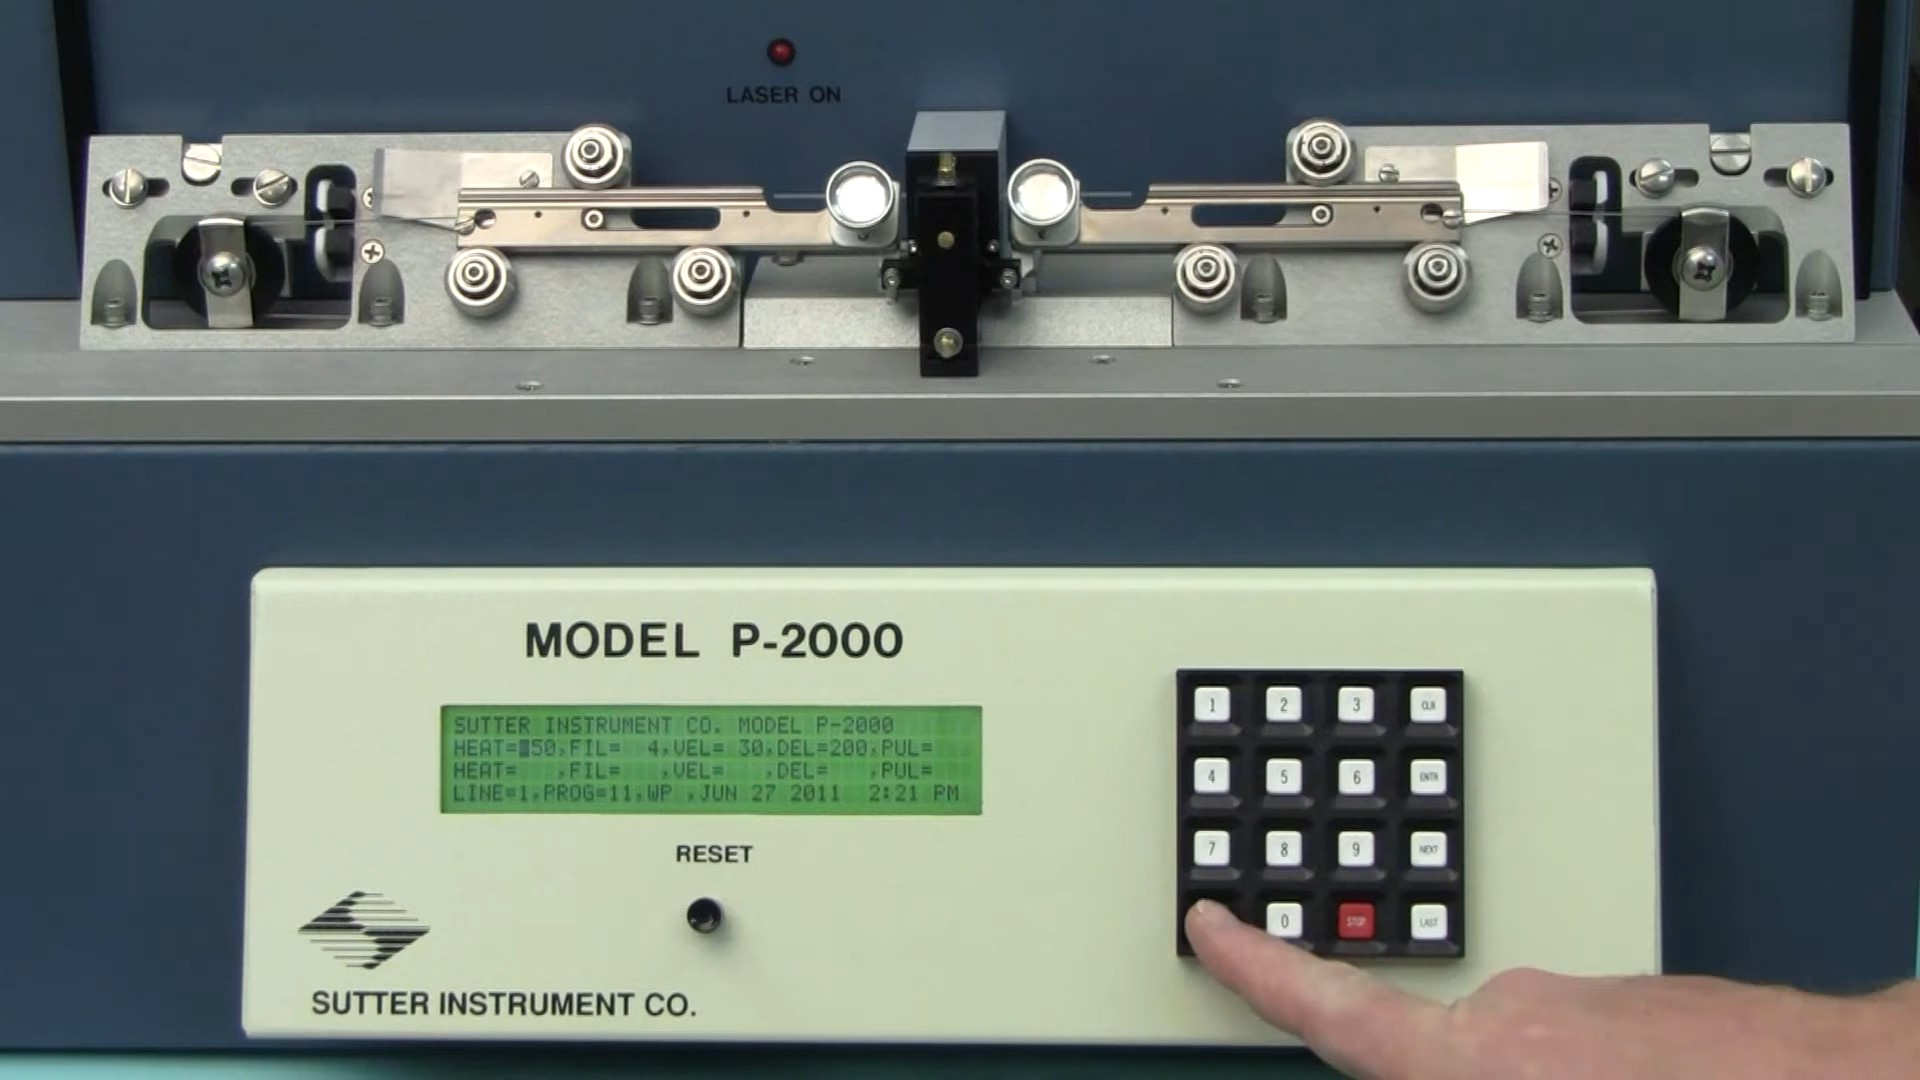 LASER ON
MODEL P-2000
SUTTER INSTRUMENT CO. MODEL P-2000
HEAT= 50,FIL= 4,VEL= 30,DEL=200,PUL=
HEAT= ,FIL= ,VEL= ,DEL= ,PUL=
LINE=1,PROG=11,WP ,JUN 27 2011 2:21 PM
RESET
SUTTER INSTRUMENT CO.
1 2 3 CLR
4 5 6 ENTR
7 8 9 NEXT
0 STOP LAST